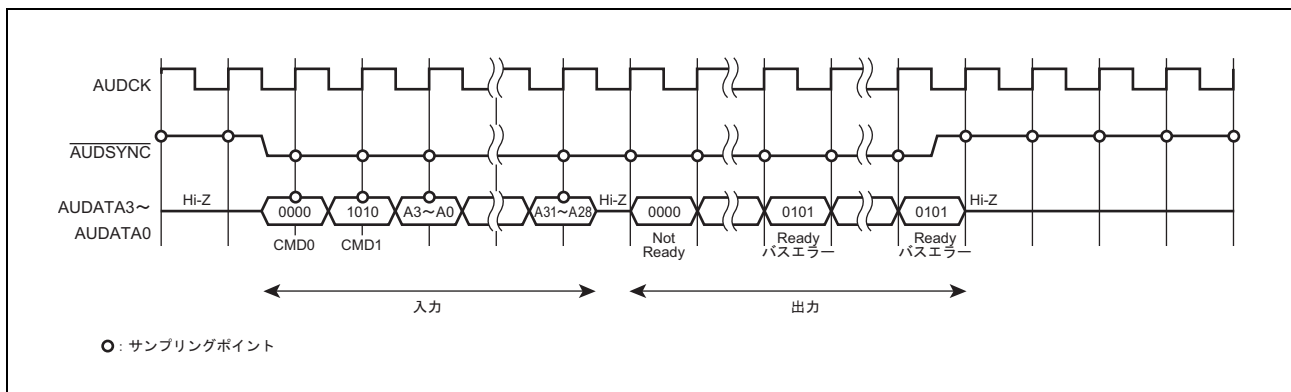 AUDCK
AUDSYNC
AUDATA3～
AUDATA0
Hi-Z
0000
1010
A3～A0
A31～A28
Hi-Z
0000
0101
0101
Hi-Z
CMD0
CMD1
Not
Ready
Ready
バスエラー
Ready
バスエラー
入力
出力
：サンプリングポイント